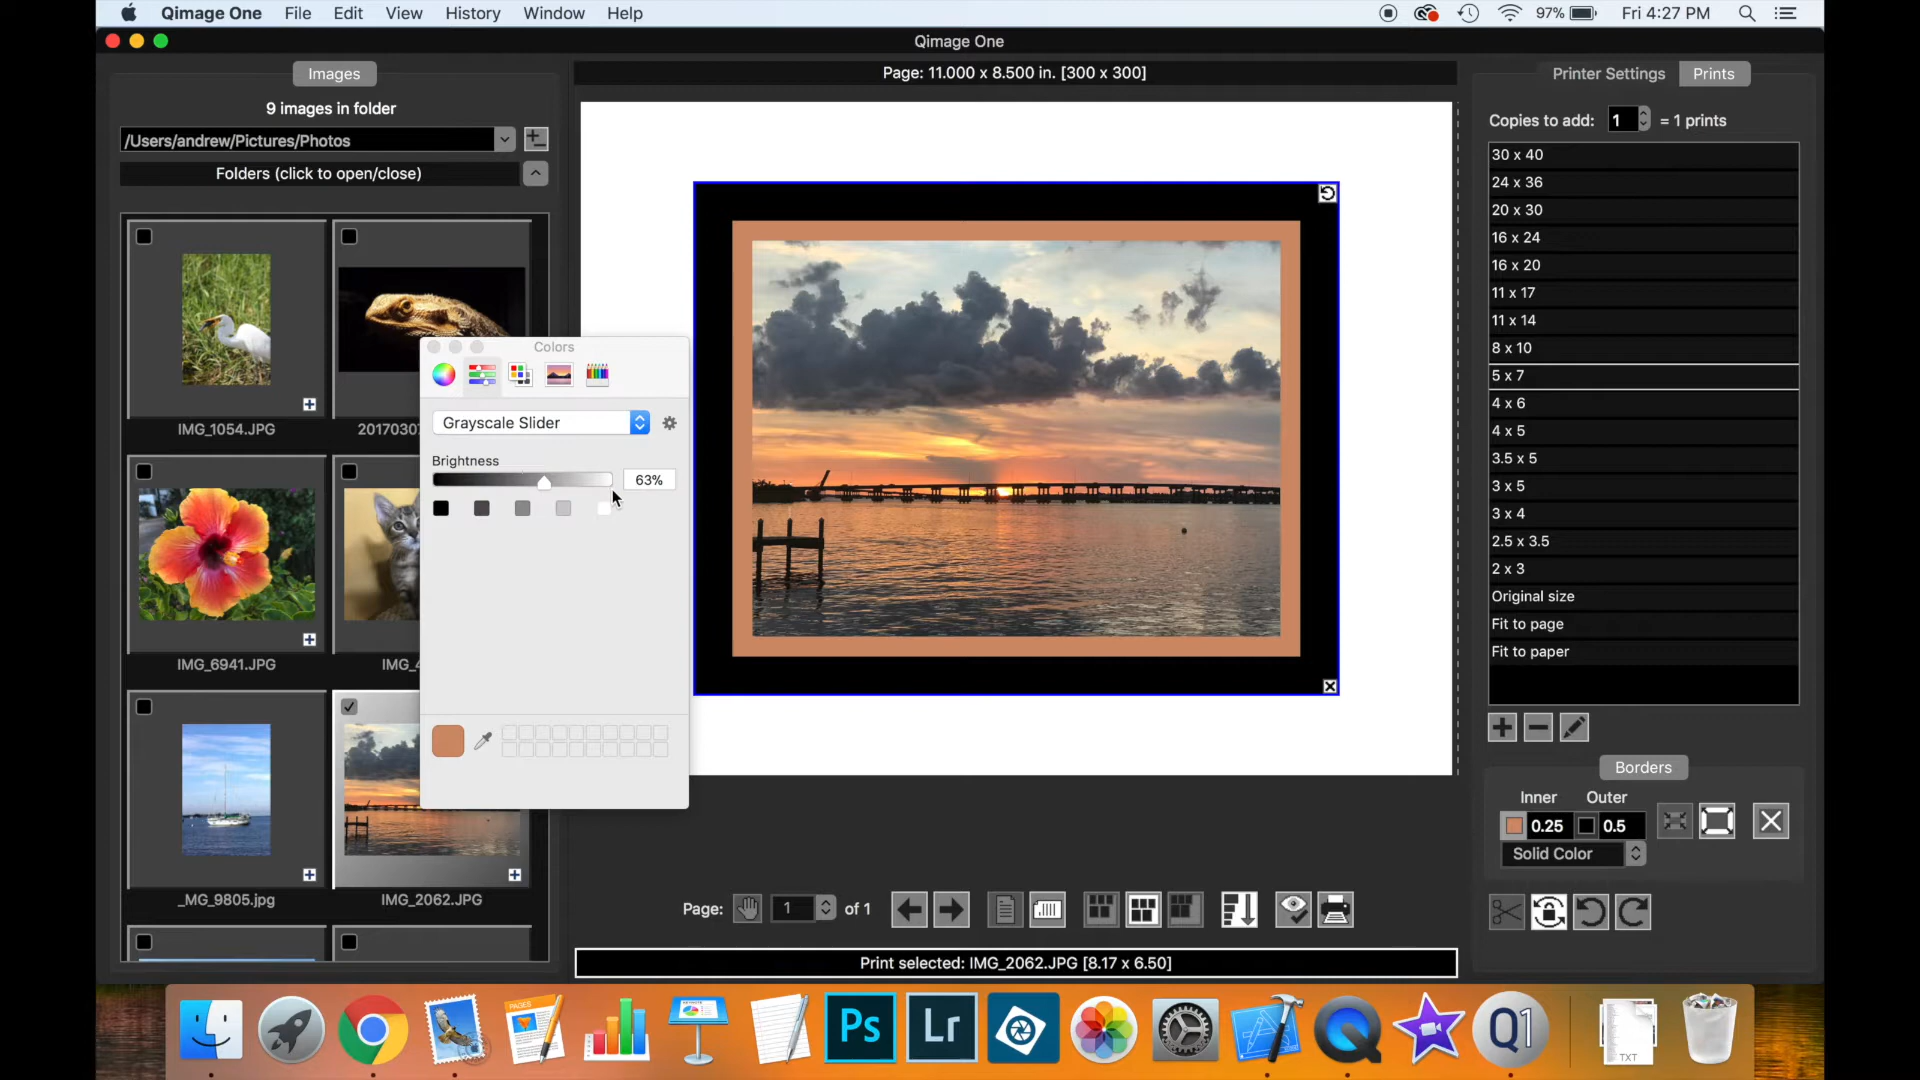 Qimage One File Edit View History Window Help
97% Fri 4:27 PM
Qimage One
Images
9 images in folder
/Users/andrew/Pictures/Photos
Folders (click to open/close)
IMG_1054.JPG
2017030
IMG_6941.JPG
IMG_4
_MG_9805.jpg
IMG_2062.JPG
Colors
Grayscale Slider
Brightness
63%
Page: 11.000 x 8.500 in. [300 x 300]
Page: 1 of 1
Print selected: IMG_2062.JPG [8.17 x 6.50]
Printer Settings Prints
Copies to add: 1 = 1 prints
30 x 40
24 x 36
20 x 30
16 x 24
16 x 20
11 x 17
11 x 14
8 x 10
5 x 7
4 x 6
4 x 5
3.5 x 5
3 x 5
3 x 4
2.5 x 3.5
2 x 3
Original size
Fit to page
Fit to paper
Borders
Inner Outer
0.25 0.5
Solid Color
PAGES
Ps
Lr
Q1
TXT